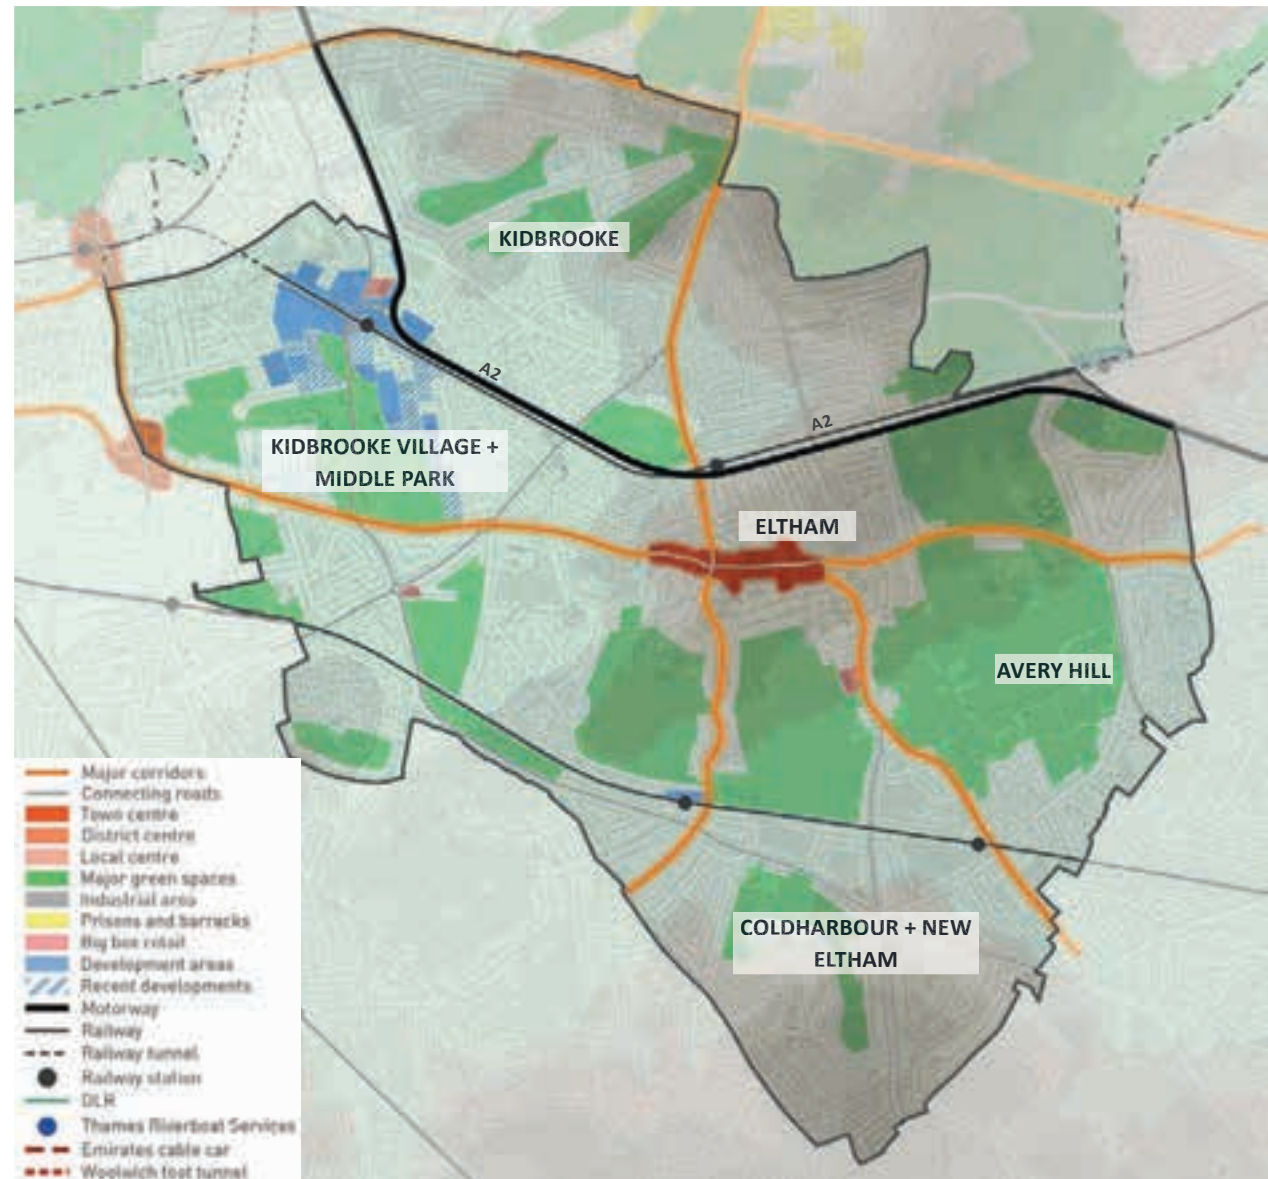 KIDBROOKE
A2
A2
KIDBROOKE VILLAGE +
MIDDLE PARK
ELTHAM
AVERY HILL
COLDHARBOUR + NEW
ELTHAM
Major corridors
Connecting roads
Town centre
District centre
Local centre
Major green spaces
Industrial area
Prisons and barracks
Big box retail
Development areas
Recent developments
Motorway
Railway
Railway tunnel
Railway station
DLR
Thames Riverboat Services
Emirates cable car
Woolwich foot tunnel